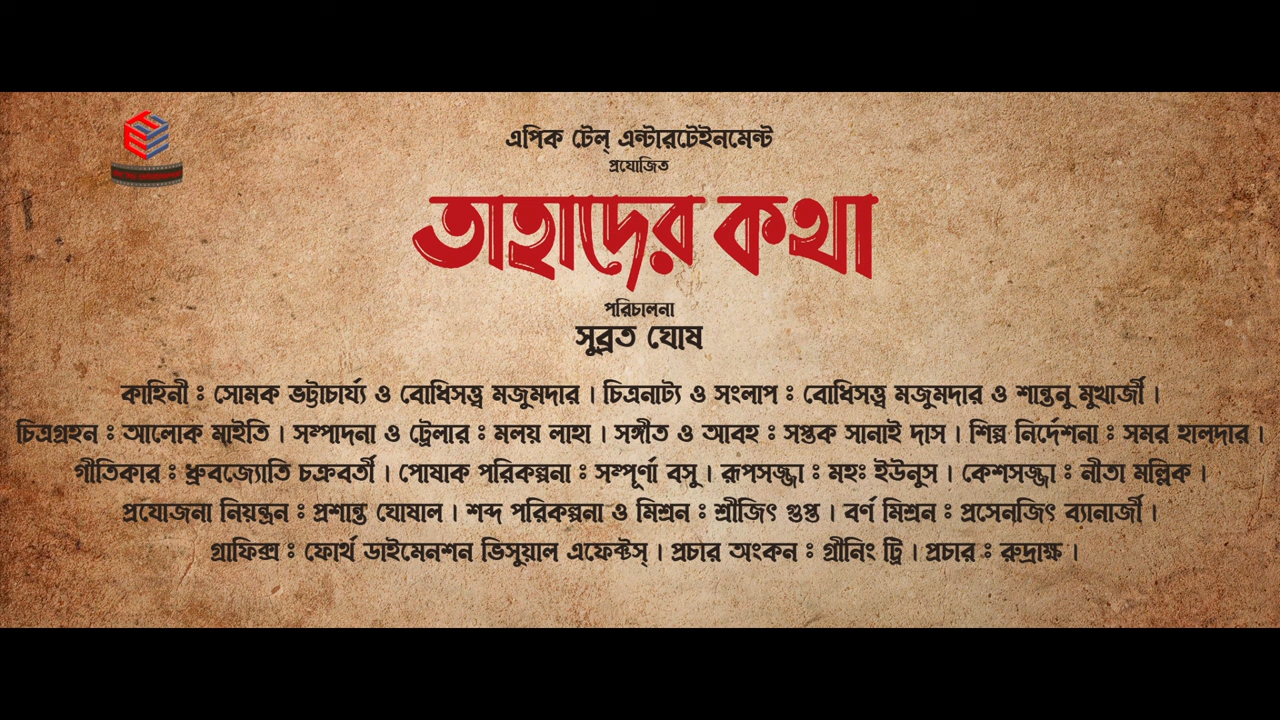 এপিক টেল্ এন্টারটেইনমেন্ট
প্রযোজিত
তাহাদের কথা
পরিচালনা
সুব্রত ঘোষ
কাহিনী ঃ সোমক ভট্টাচার্য্য ও বোধিসত্ত্ব মজুমদার । চিত্রনাট্য ও সংলাপ ঃ বোধিসত্ত্ব মজুমদার ও শান্তনু মুখার্জী ।
চিত্রগ্রহন ঃ আলোক মাইতি । সম্পাদনা ও ট্রেলার ঃ মলয় লাহা । সঙ্গীত ও আবহ ঃ সপ্তক সানাই দাস । শিল্প নির্দেশনা ঃ সমর হালদার ।
গীতিকার ঃ ধ্রুবজ্যোতি চক্রবর্তী । পোষাক পরিকল্পনা ঃ সম্পূর্ণা বসু । রূপসজ্জা ঃ মহঃ ইউনুস । কেশসজ্জা ঃ নীতা মল্লিক ।
প্রযোজনা নিয়ন্ত্রন ঃ প্রশান্ত ঘোষাল । শব্দ পরিকল্পনা ও মিশ্রন ঃ শ্রীজিৎ গুপ্ত । বর্ণ মিশ্রন ঃ প্রসেনজিৎ ব্যানার্জী ।
গ্রাফিক্স ঃ ফোর্থ ডাইমেনশন ভিসুয়াল এফেক্টস্ । প্রচার অংকন ঃ গ্রীনিং ট্রি । প্রচার ঃ রুদ্রাক্ষ ।